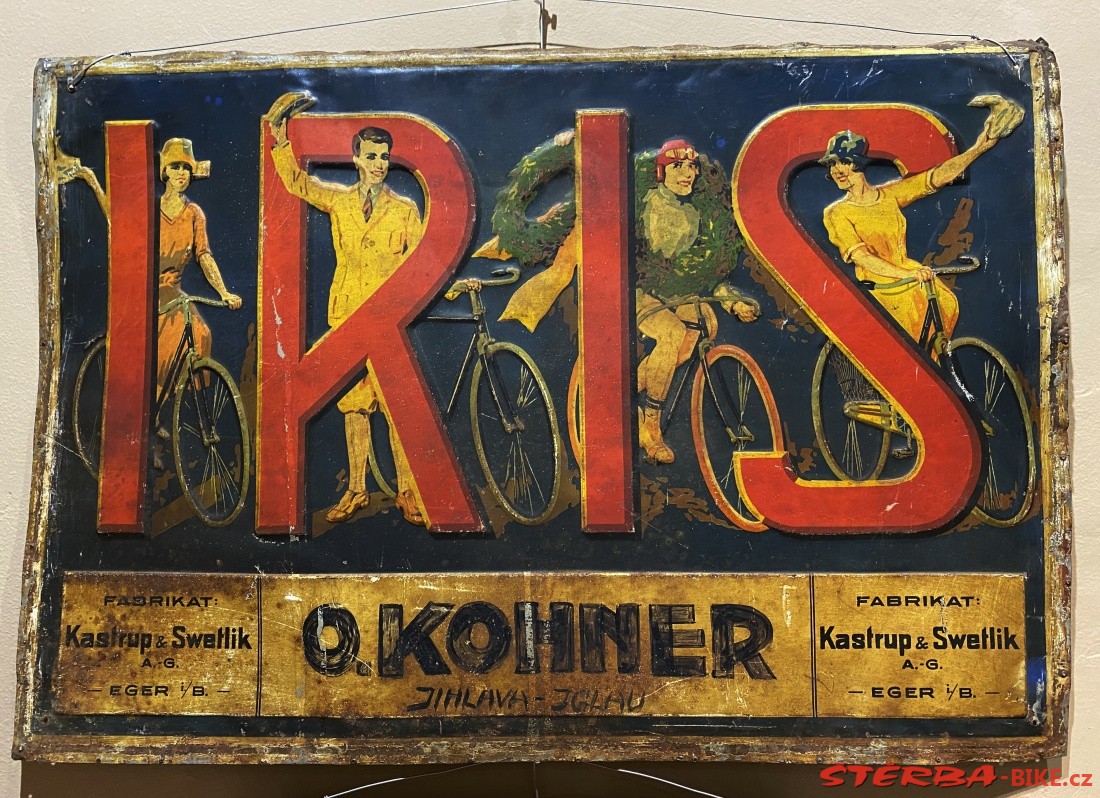 IRIS
FABRIKAT:
Kastrup & Swetlik
A.-G.
— EGER i/B. —
O.KOHNER
JIHLAVA-IGLAU
FABRIKAT:
Kastrup & Swetlik
A.-G.
— EGER i/B. —
STERBA-BIKE.cz